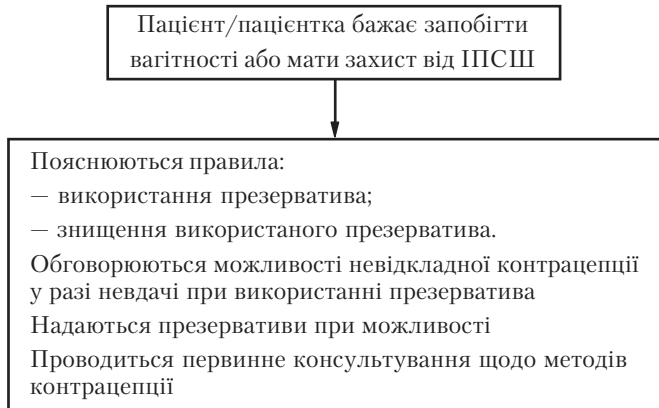 Пацієнт/пацієнтка бажає запобігти
вагітності або мати захист від ІПСШ
Пояснюються правила:
— використання презерватива;
— знищення використаного презерватива.
Обговорюються можливості невідкладної контрацепції
у разі невдачі при використанні презерватива
Надаються презервативи при можливості
Проводиться первинне консультування щодо методів
контрацепції